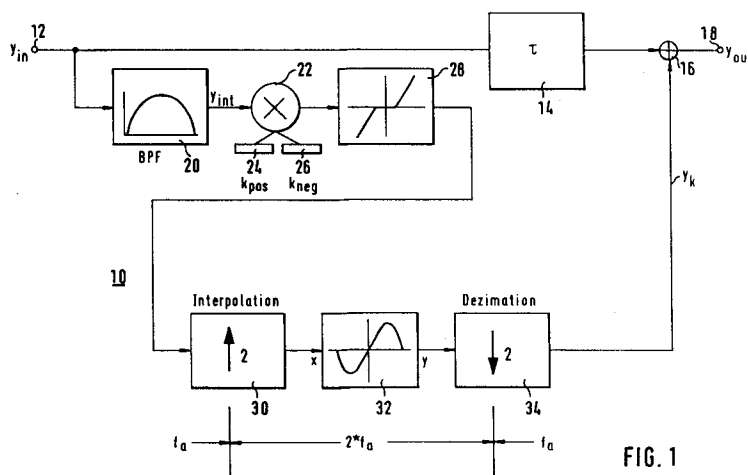 12
y_in
τ
18
y_ou
16
14
22
28
y_int
20
BPF
24
k_pos
26
k_neg
y_k
10
Interpolation
Dezimation
2
x
y
2
30
32
34
f_a
2*f_a
f_a
FIG. 1